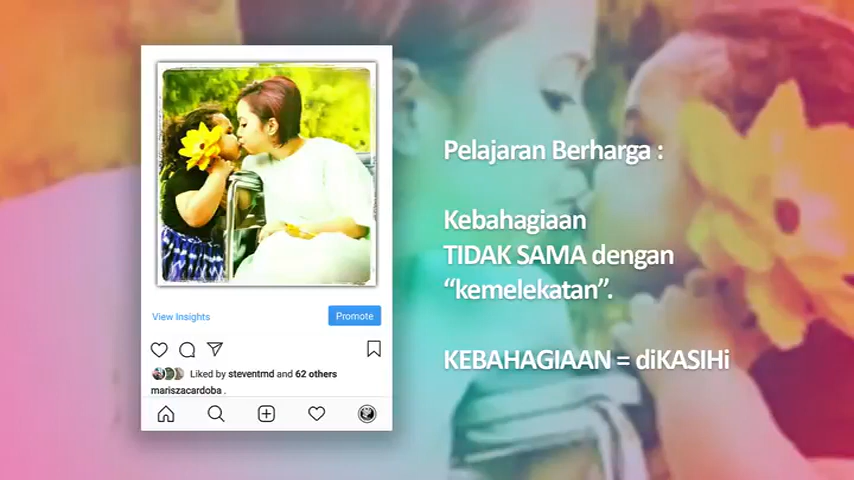 View Insights
Promote
Liked by steventmd and 62 others
mariszacardoba .
Pelajaran Berharga :
Kebahagiaan
TIDAK SAMA dengan
“kemelekatan”.
KEBAHAGIAAN = diKASIHi